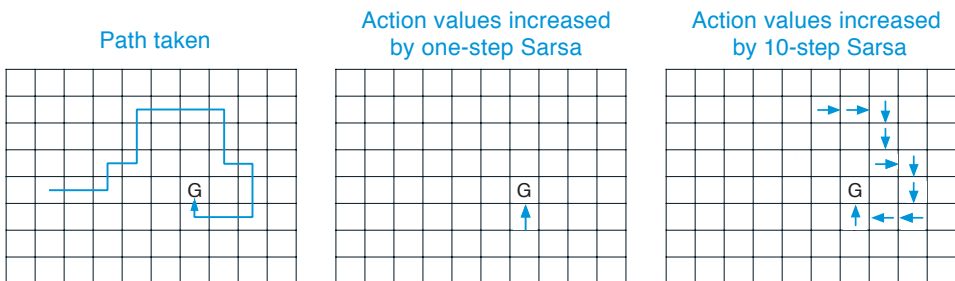 Path taken
Action values increased
by one-step Sarsa
Action values increased
by 10-step Sarsa
G
G
G